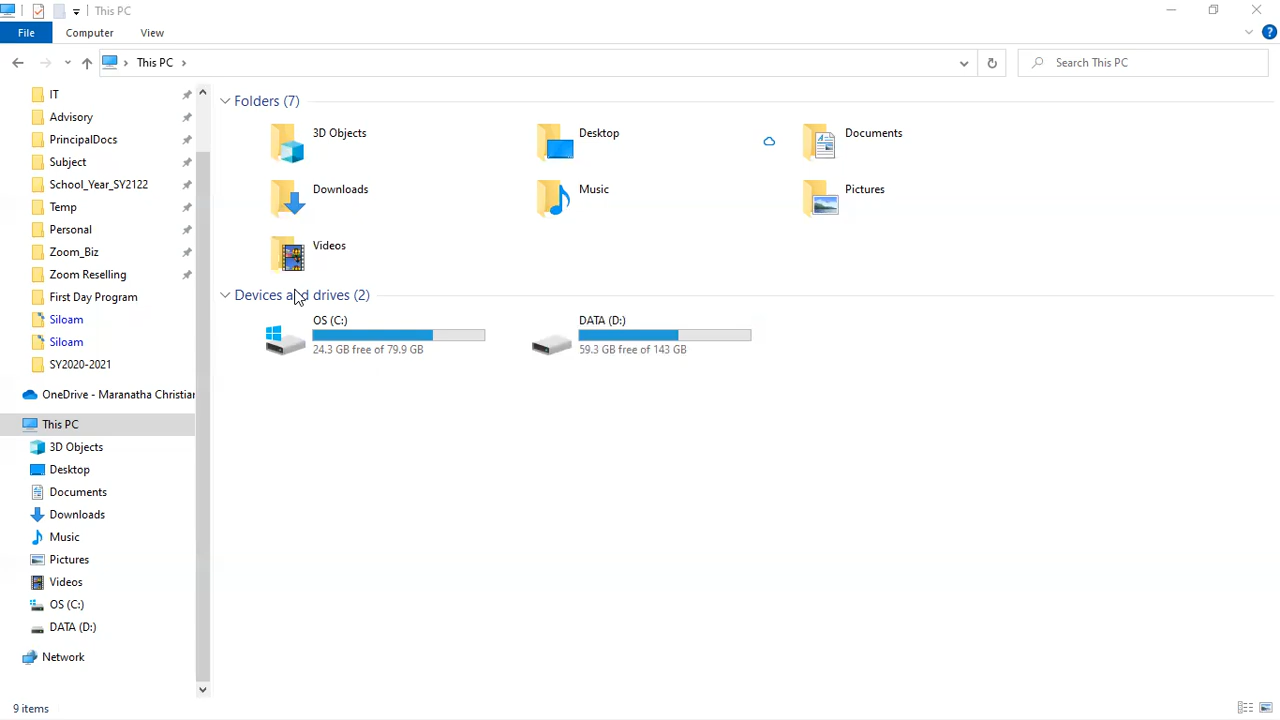 This PC
File
Computer
View
This PC
Search This PC
IT
Advisory
PrincipalDocs
Subject
School_Year_SY2122
Temp
Personal
Zoom_Biz
Zoom Reselling
First Day Program
Siloam
Siloam
SY2020-2021
OneDrive - Maranatha Christian
This PC
3D Objects
Desktop
Documents
Downloads
Music
Pictures
Videos
OS (C:)
DATA (D:)
Network
Folders (7)
3D Objects
Desktop
Documents
Downloads
Music
Pictures
Videos
Devices and drives (2)
OS (C:)
24.3 GB free of 79.9 GB
DATA (D:)
59.3 GB free of 143 GB
9 items